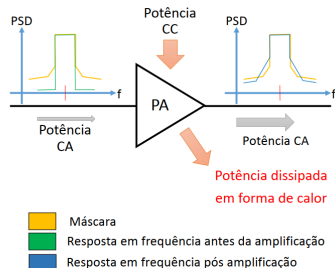 Potência
CC
PSD
PSD
f
f
PA
Potência
CA
Potência CA
Potência dissipada
em forma de calor
Máscara
Resposta em frequência antes da amplificação
Resposta em frequência pós amplificação